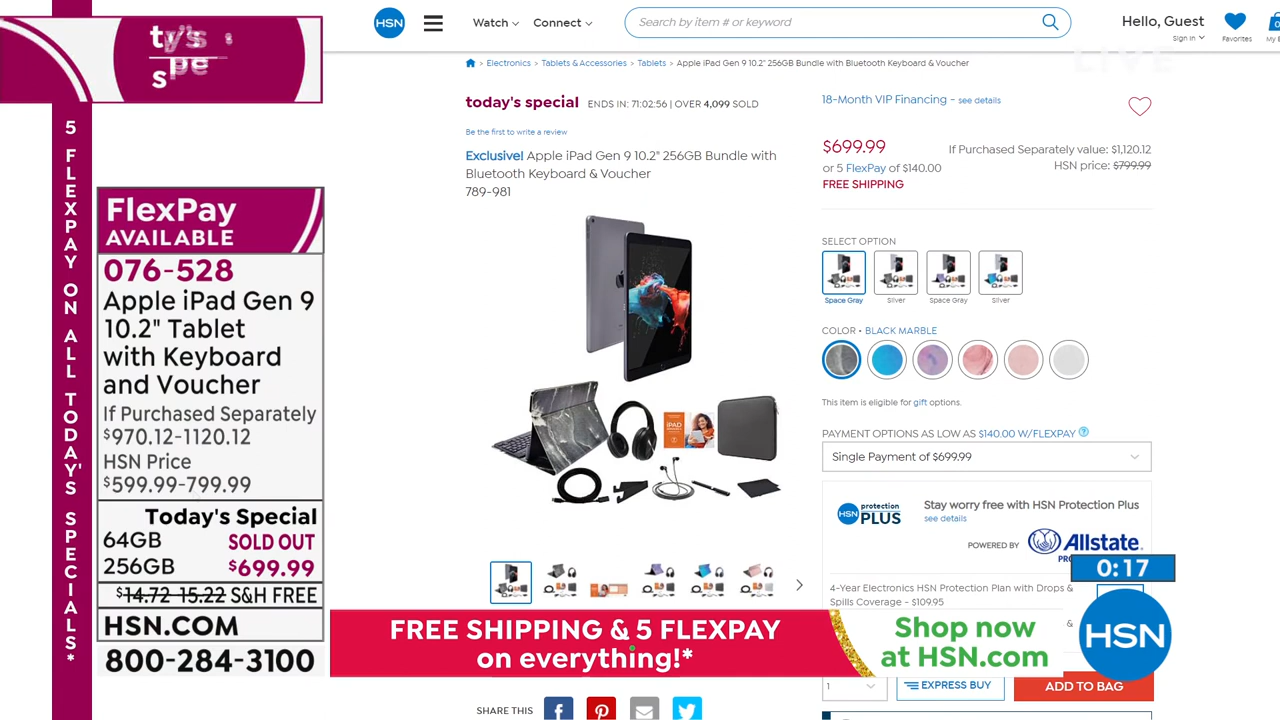 ty's
spe
5 FLEXPAY ON ALL TODAY'S SPECIALS*
FlexPay
AVAILABLE
076-528
Apple iPad Gen 9
10.2" Tablet
with Keyboard
and Voucher
If Purchased Separately
$970.12-1120.12
HSN Price
$599.99-799.99
Today's Special
64GB SOLD OUT
256GB $699.99
$14.72-15.22 S&H FREE
HSN.COM
800-284-3100
HSN
Watch
Connect
Search by item # or keyword
Hello, Guest
Sign In
Favorites
0
LIVE
> Electronics > Tablets & Accessories > Tablets > Apple iPad Gen 9 10.2" 256GB Bundle with Bluetooth Keyboard & Voucher
today's special ENDS IN: 71:02:56 | OVER 4,099 SOLD
Be the first to write a review
Exclusive! Apple iPad Gen 9 10.2" 256GB Bundle with
Bluetooth Keyboard & Voucher
789-981
iPAD
18-Month VIP Financing - see details
$699.99
If Purchased Separately value: $1,120.12
or 5 FlexPay of $140.00
HSN price: $799.99
FREE SHIPPING
SELECT OPTION
Space Gray
Silver
Space Gray
Silver
COLOR • BLACK MARBLE
This item is eligible for gift options.
PAYMENT OPTIONS AS LOW AS $140.00 W/FLEXPAY ?
Single Payment of $699.99
HSN protection PLUS
Stay worry free with HSN Protection Plus
see details
POWERED BY Allstate.
PRO
4-Year Electronics HSN Protection Plan with Drops &
Spills Coverage - $109.95
&
0:17
FREE SHIPPING & 5 FLEXPAY
on everything!*
Shop now
at HSN.com
HSN
1
EXPRESS BUY
ADD TO BAG
SHARE THIS